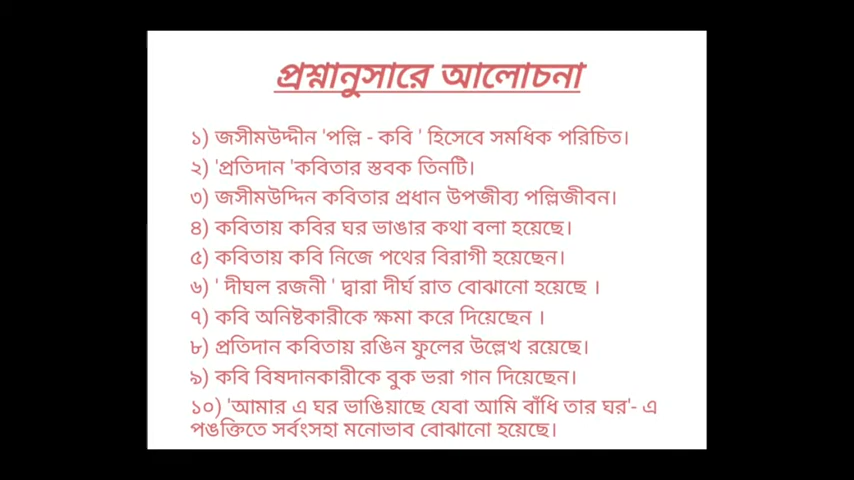 প্রশ্নানুসারে আলোচনা
১) জসীমউদ্দীন 'পল্লি - কবি ' হিসেবে সমধিক পরিচিত।
২) 'প্রতিদান 'কবিতার স্তবক তিনটি।
৩) জসীমউদ্দিন কবিতার প্রধান উপজীব্য পল্লিজীবন।
৪) কবিতায় কবির ঘর ভাঙার কথা বলা হয়েছে।
৫) কবিতায় কবি নিজে পথের বিরাগী হয়েছেন।
৬) ' দীঘল রজনী ' দ্বারা দীর্ঘ রাত বোঝানো হয়েছে ।
৭) কবি অনিষ্টকারীকে ক্ষমা করে দিয়েছেন ।
৮) প্রতিদান কবিতায় রঙিন ফুলের উল্লেখ রয়েছে।
৯) কবি বিষদানকারীকে বুক ভরা গান দিয়েছেন।
১০) 'আমার এ ঘর ভাঙিয়াছে যেবা আমি বাঁধি তার ঘর'- এ
পঙক্তিতে সর্বংসহা মনোভাব বোঝানো হয়েছে।